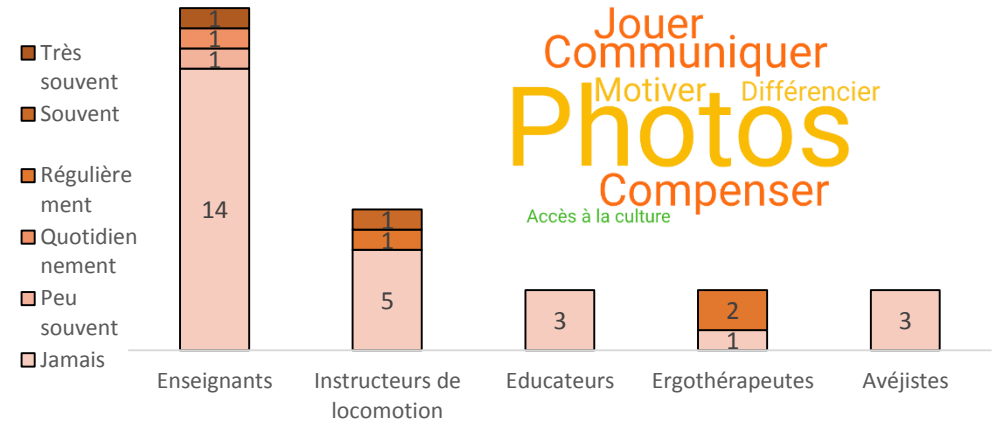 Très
souvent
Souvent
Régulière
ment
Quotidien
nement
Peu
souvent
Jamais
1
1
1
14
1
1
5
3
2
1
3
Enseignants
Instructeurs de
locomotion
Educateurs
Ergothérapeutes
Avéjistes
Jouer
Communiquer
Motiver
Différencier
Photos
Compenser
Accès à la culture